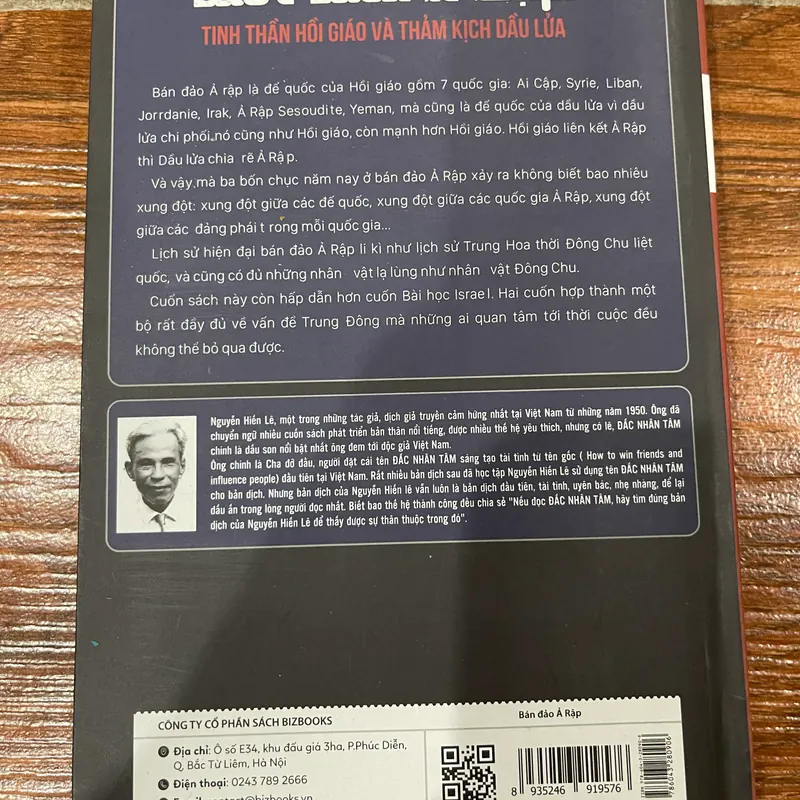 TINH THẦN HỒI GIÁO VÀ THẢM KỊCH DẦU LỬA
Bán đảo Ả rập là đế quốc của Hồi giáo gồm 7 quốc gia: Ai Cập, Syrie, Liban,
Jorrdanie, Irak, Ả Rập Sesoudite, Yeman, mà cũng là đế quốc của dầu lửa vì dầu
lửa chi phối nó cũng như Hồi giáo, còn mạnh hơn Hồi giáo. Hồi giáo liên kết Ả Rập
thì Dầu lửa chia rẽ Ả Rập.
Và vậy mà ba bốn chục năm nay ở bán đảo Ả Rập xảy ra không biết bao nhiêu
xung đột: xung đột giữa các đế quốc, xung đột giữa các quốc gia Ả Rập, xung đột
giữa các đảng phái t rong mỗi quốc gia...
Lịch sử hiện đại bán đảo Ả Rập li kì như lịch sử Trung Hoa thời Đông Chu liệt
quốc, và cũng có đủ những nhân vật lạ lùng như nhân vật Đông Chu.
Cuốn sách này còn hấp dẫn hơn cuốn Bài học Israel. Hai cuốn hợp thành một
bộ rất đầy đủ về vấn đề Trung Đông mà những ai quan tâm tới thời cuộc đều
không thể bỏ qua được.
Nguyễn Hiến Lê, một trong những tác giả, dịch giả truyền cảm hứng nhất tại Việt Nam từ những năm 1950. Ông đã
chuyển ngữ nhiều cuốn sách phát triển bản thân nổi tiếng, được nhiều thế hệ yêu thích, nhưng có lẽ, ĐẮC NHÂN TÂM
chính là dấu son nổi bật nhất ông đem tới độc giả Việt Nam.
Ông chính là Cha đỡ đầu, người đặt cái tên ĐẮC NHÂN TÂM sáng tạo tài tình từ tên gốc ( How to win friends and
influence people) đầu tiên tại Việt Nam. Rất nhiều bản dịch sau đã học tập Nguyễn Hiến Lê sử dụng tên ĐẮC NHÂN TÂM
cho bản dịch. Nhưng bản dịch của Nguyễn Hiến lê vẫn luôn là bản dịch đầu tiên, tài tình, uyên bác, nhẹ nhàng, để lại
dấu ấn trong lòng người đọc nhất. Biết bao thế hệ thành công đều chia sẻ "Nếu đọc ĐẮC NHÂN TÂM, hãy tìm đúng bản
dịch của Nguyễn Hiến Lê để thấy được sự thân thuộc trong đó".
CÔNG TY CỔ PHẦN SÁCH BIZBOOKS
Bán đảo Ả Rập
Địa chỉ: Ô số E34, khu đấu giá 3ha, P.Phúc Diễn,
Q, Bắc Từ Liêm, Hà Nội
Điện thoại: 0243 789 2666
8 935246 919576